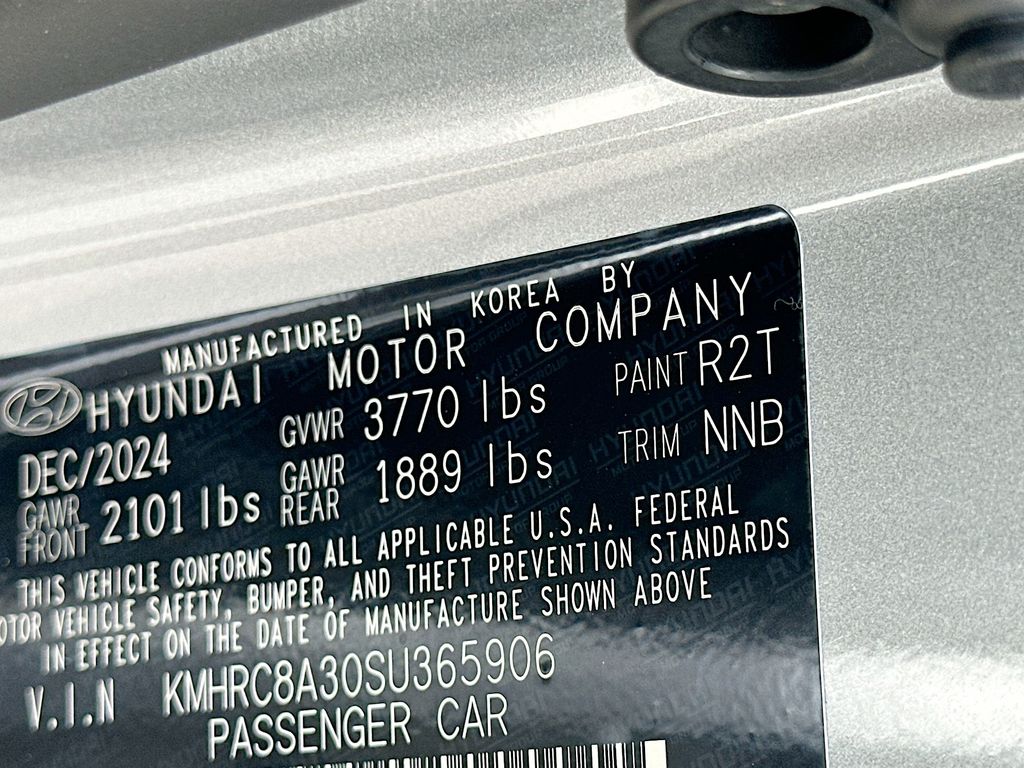 MANUFACTURED IN KOREA BY
HYUNDAI MOTOR COMPANY
DEC/2024 GVWR 3770 lbs PAINT R2T
GAWR FRONT 2101 lbs GAWR REAR 1889 lbs TRIM NNB
THIS VEHICLE CONFORMS TO ALL APPLICABLE U.S.A. FEDERAL
OTOR VEHICLE SAFETY, BUMPER, AND THEFT PREVENTION STANDARDS
IN EFFECT ON THE DATE OF MANUFACTURE SHOWN ABOVE
V.I.N KMHRC8A30SU365906
PASSENGER CAR